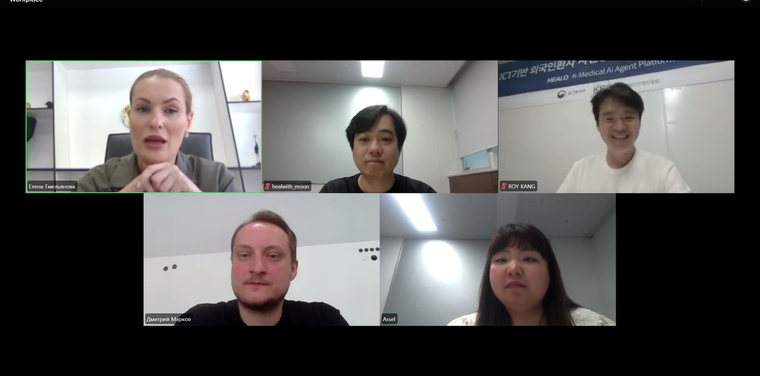 Workplace
Елена Емельянова
healwith_moon
ICT기반 외국인환자
HEALO K-Medical AI Agent Platform
ROY KANG
Дмитрий Марков
Assel